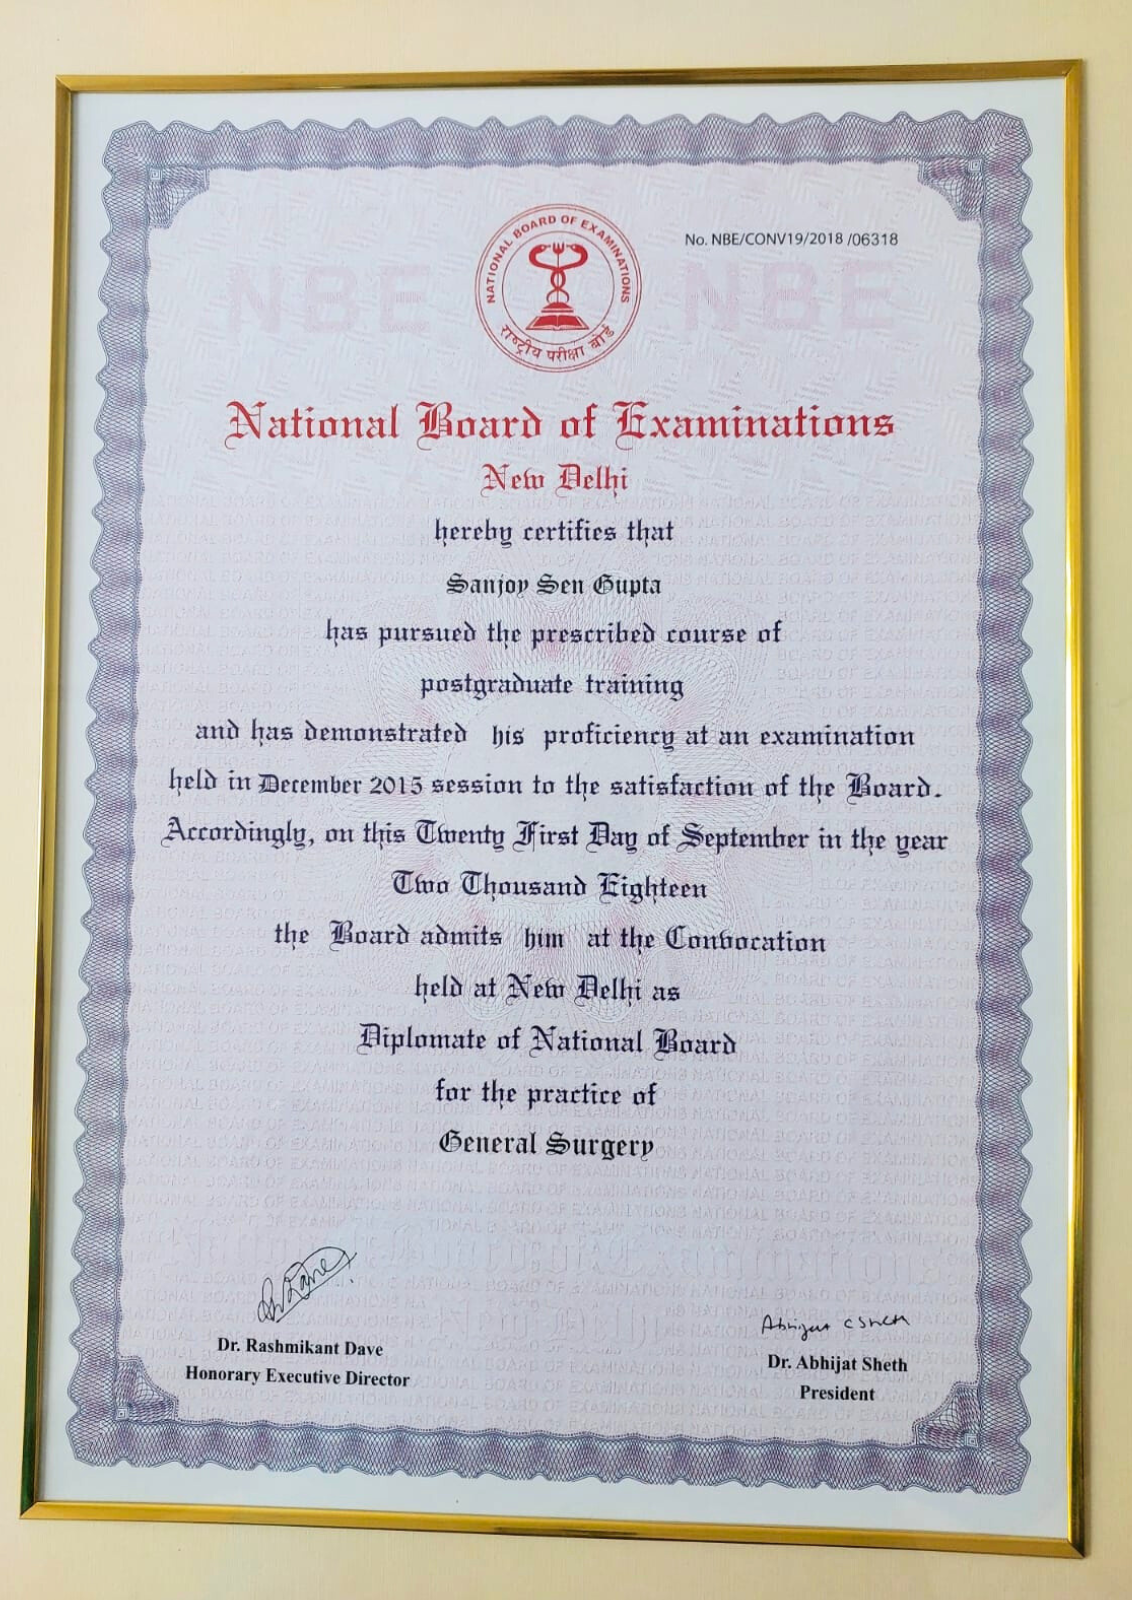 No. NBE/CONV19/2018 /06318
NBE NBE
NATIONAL BOARD OF EXAMINATIONS
राष्ट्रीय परीक्षा बोर्ड
National Board of Examinations
New Delhi
hereby certifies that
Sanjoy Sen Gupta
has pursued the prescribed course of
postgraduate training
and has demonstrated his proficiency at an examination
held in December 2015 session to the satisfaction of the Board.
Accordingly, on this Twenty First Day of September in the year
Two Thousand Eighteen
the Board admits him at the Convocation
held at New Delhi as
Diplomate of National Board
for the practice of
General Surgery
Dr. Rashmikant Dave
Honorary Executive Director
Abhijat C Sheth
Dr. Abhijat Sheth
President